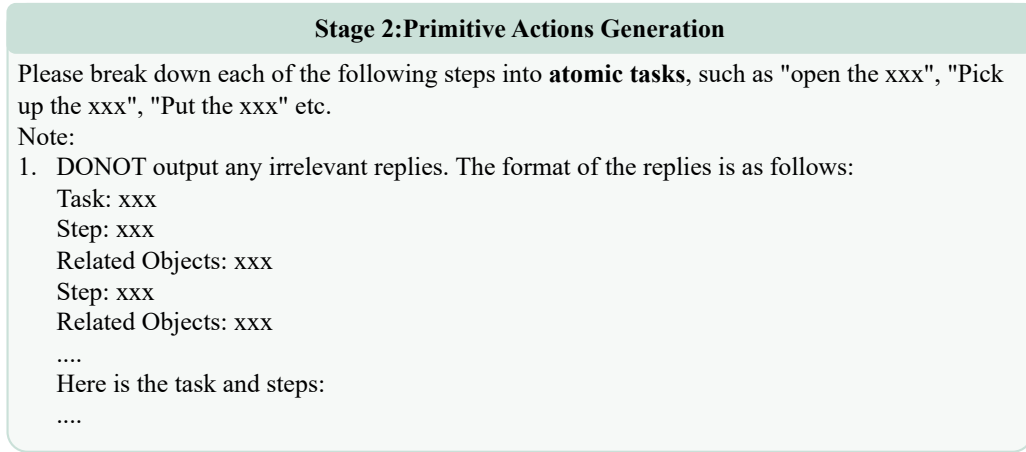 Stage 2:Primitive Actions Generation
Please break down each of the following steps into atomic tasks, such as "open the xxx", "Pick
up the xxx", "Put the xxx" etc.
Note:
1. DONOT output any irrelevant replies. The format of the replies is as follows:
Task: xxx
Step: xxx
Related Objects: xxx
Step: xxx
Related Objects: xxx
....
Here is the task and steps:
....